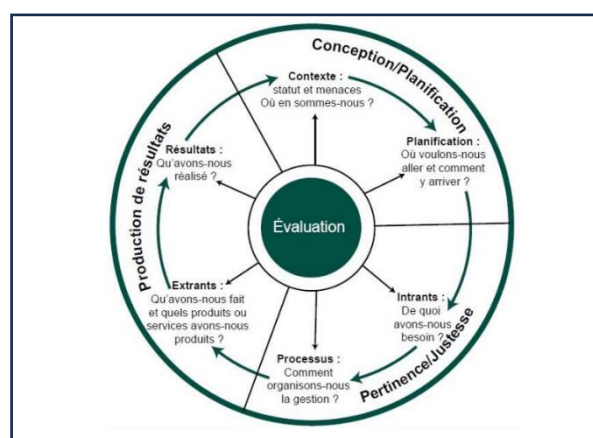 Conception/Planification
Contexte :
statut et menaces
Où en sommes-nous ?
Planification :
Où voulons-nous
aller et comment
y arriver ?
Intrants :
De quoi
avons-nous
besoin ?
Pertinence/Justesse
Processus :
Comment
organisons-nous
la gestion ?
Extrants :
Qu'avons-nous fait
et quels produits ou
services avons-nous
produits ?
Résultats :
Qu'avons-nous
réalisé ?
Production de résultats
Évaluation